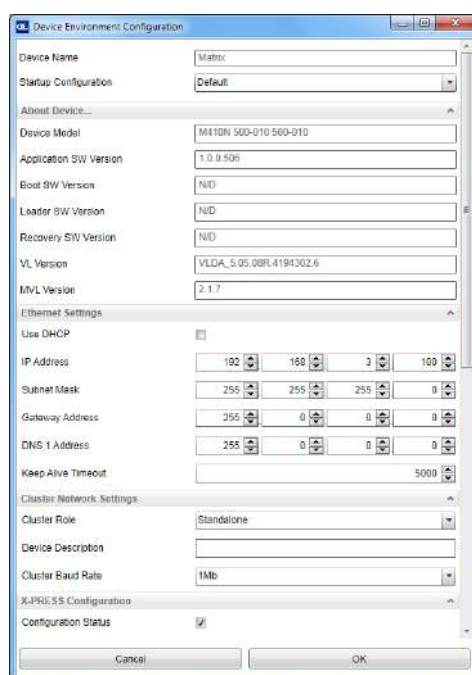 DL Device Environment Configuration
Device Name Matrix
Startup Configuration Default
About Device...
Device Model M410N 500-010 500-010
Application SW Version 1.0.0.506
Boot SW Version N/D
Loader SW Version N/D
Recovery SW Version N/D
VL Version VLDA_5.05.08R.4194302.6
MVL Version 2.1.7
Ethernet Settings
Use DHCP
IP Address 192 168 3 100
Subnet Mask 255 255 255 0
Gateway Address 255 0 0 0
DNS 1 Address 255 0 0 0
Keep Alive Timeout 5000
Cluster Network Settings
Cluster Role Standalone
Device Description
Cluster Baud Rate 1Mb
X-PRESS Configuration
Configuration Status
Cancel OK